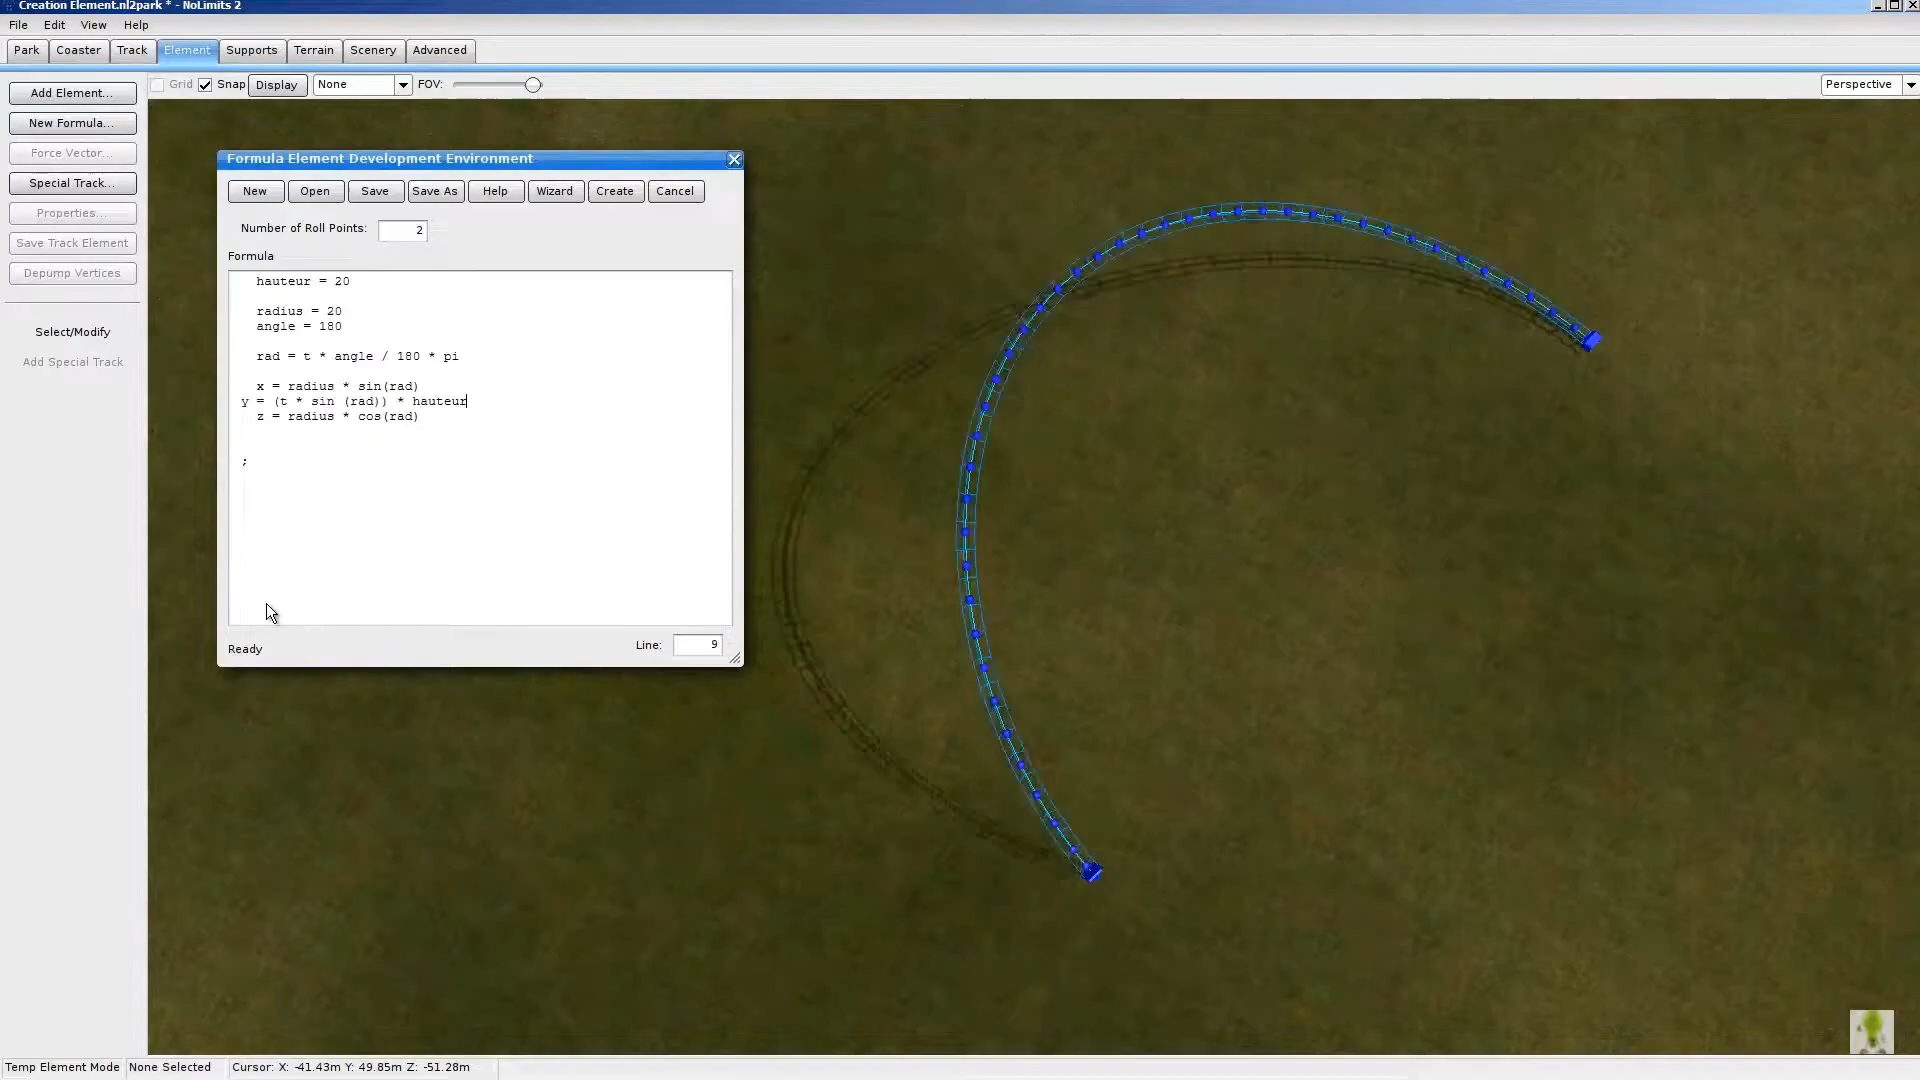 Creation Element.nl2park * - NoLimits 2
File Edit View Help
Park Coaster Track Element Supports Terrain Scenery Advanced
Grid Snap Display None FOV: Perspective
Add Element...
New Formula...
Force Vector...
Special Track...
Properties...
Save Track Element
Depump Vertices
Select/Modify
Add Special Track
Formula Element Development Environment
New Open Save Save As Help Wizard Create Cancel
Number of Roll Points: 2
Formula
hauteur = 20
radius = 20
angle = 180
rad = t * angle / 180 * pi
x = radius * sin(rad)
y = (t * sin (rad)) * hauteur
z = radius * cos(rad)
;
Ready Line: 9
Temp Element Mode None Selected Cursor: X: -41.43m Y: 49.85m Z: -51.28m